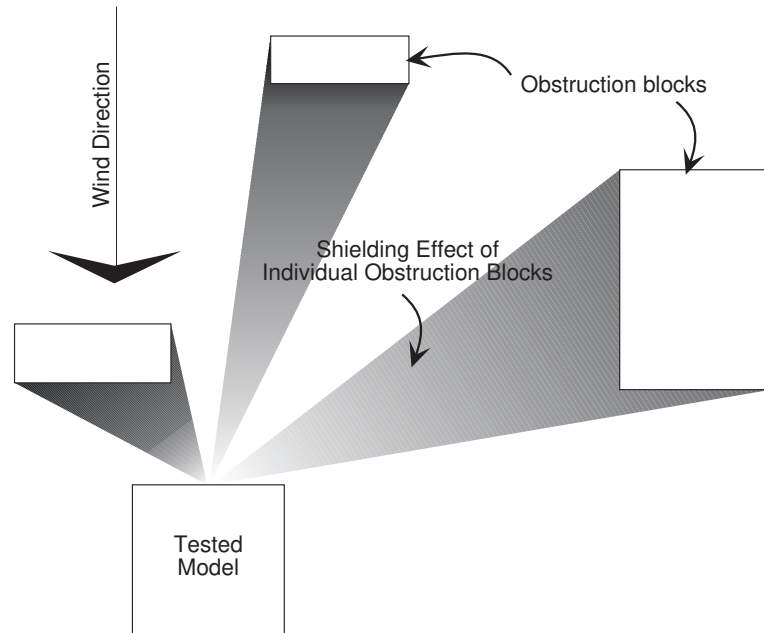 Wind Direction
Obstruction blocks
Shielding Effect of
Individual Obstruction Blocks
Tested
Model